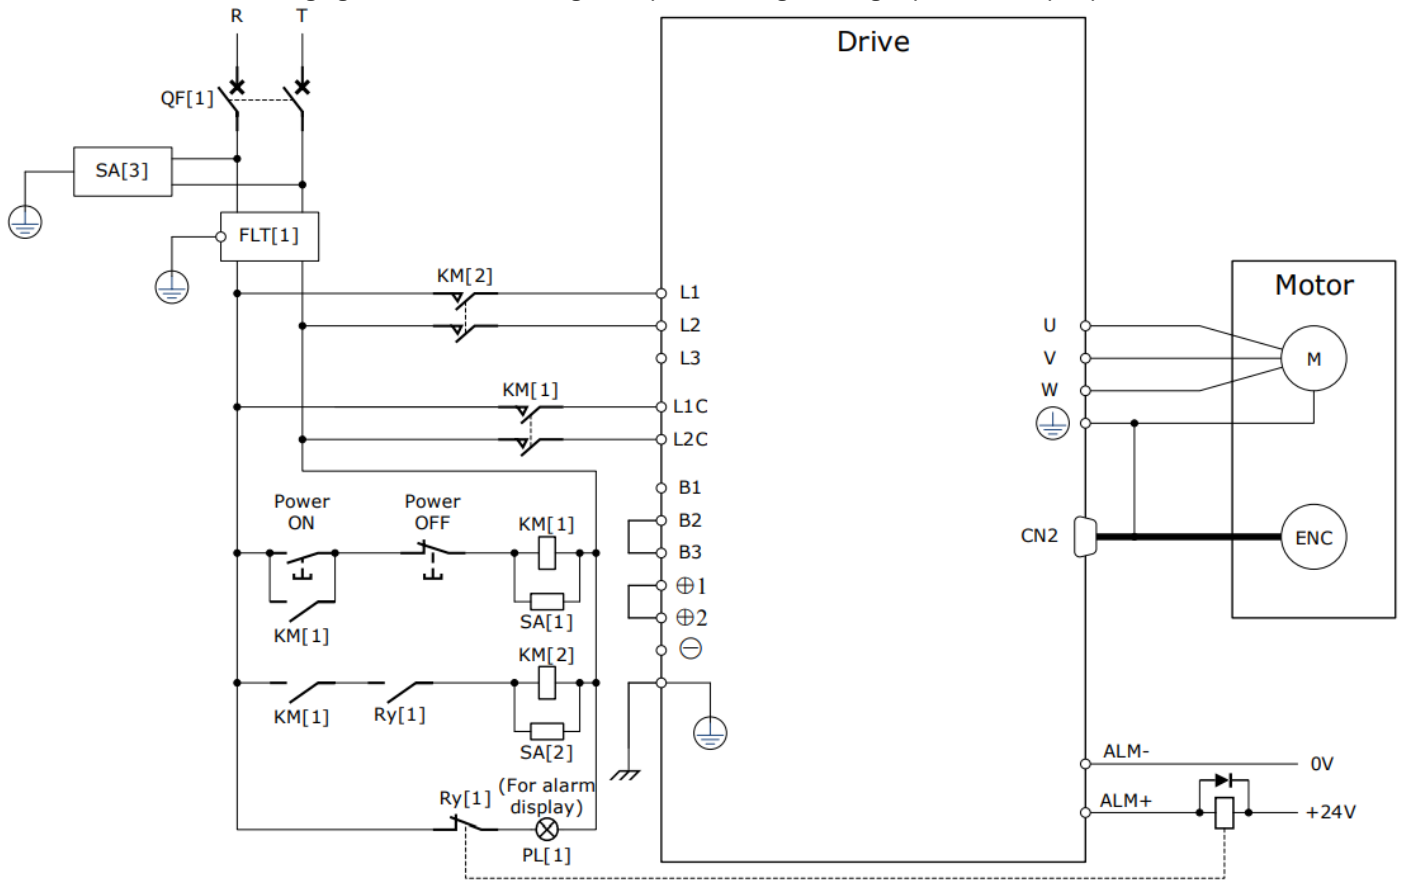 R
T
Drive
QF[1]
SA[3]
FLT[1]
KM[2]
L1
L2
L3
KM[1]
L1C
L2C
B1
B2
B3
⊕1
⊕2
⊖
Power
ON
Power
OFF
KM[1]
SA[1]
KM[1]
KM[2]
KM[1]
Ry[1]
SA[2]
(For alarm
display)
Ry[1]
PL[1]
U
V
W
CN2
Motor
M
ENC
ALM-
0V
ALM+
+24V